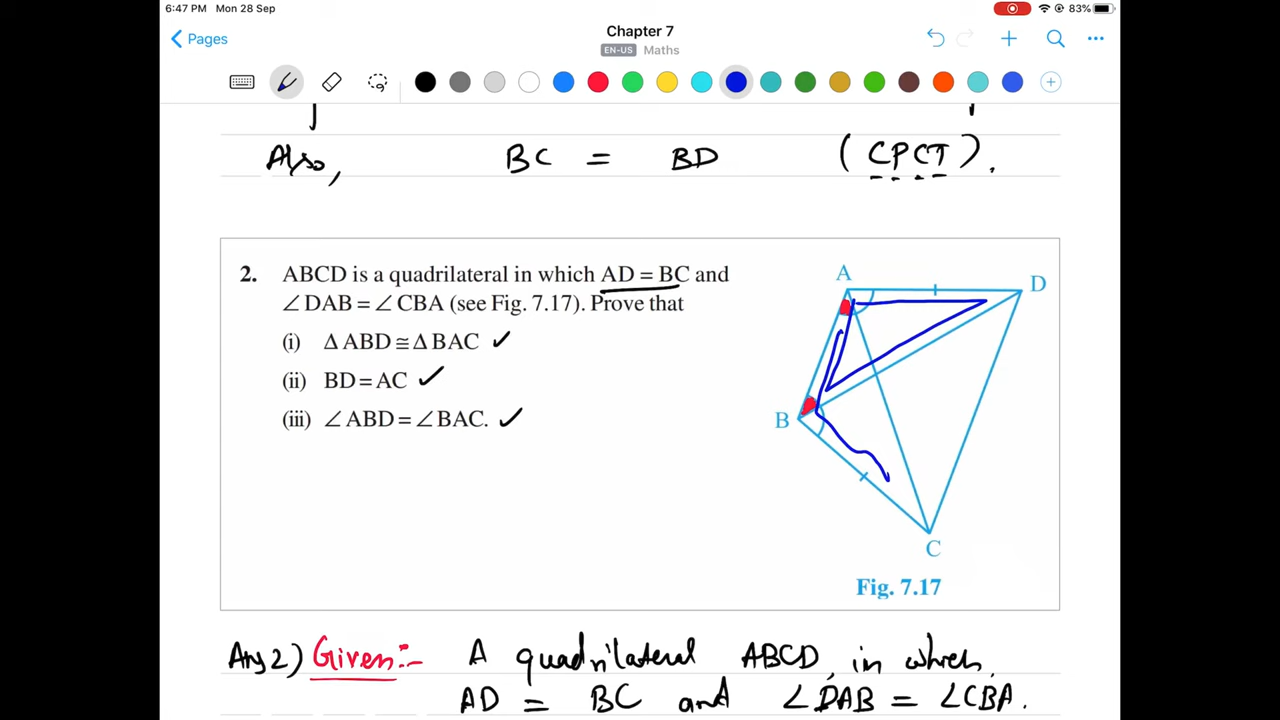 6:47 PM Mon 28 Sep 83%
Pages
Chapter 7
EN-US Maths
Also, BC = BD (CPCT).
2. ABCD is a quadrilateral in which AD = BC and
∠DAB = ∠CBA (see Fig. 7.17). Prove that
(i) ΔABD ≅ ΔBAC ✓
(ii) BD = AC ✓
(iii) ∠ABD = ∠BAC. ✓
A
D
B
C
Fig. 7.17
Ans 2) Given:- A quadrilateral ABCD, in which
AD = BC and ∠DAB = ∠CBA.